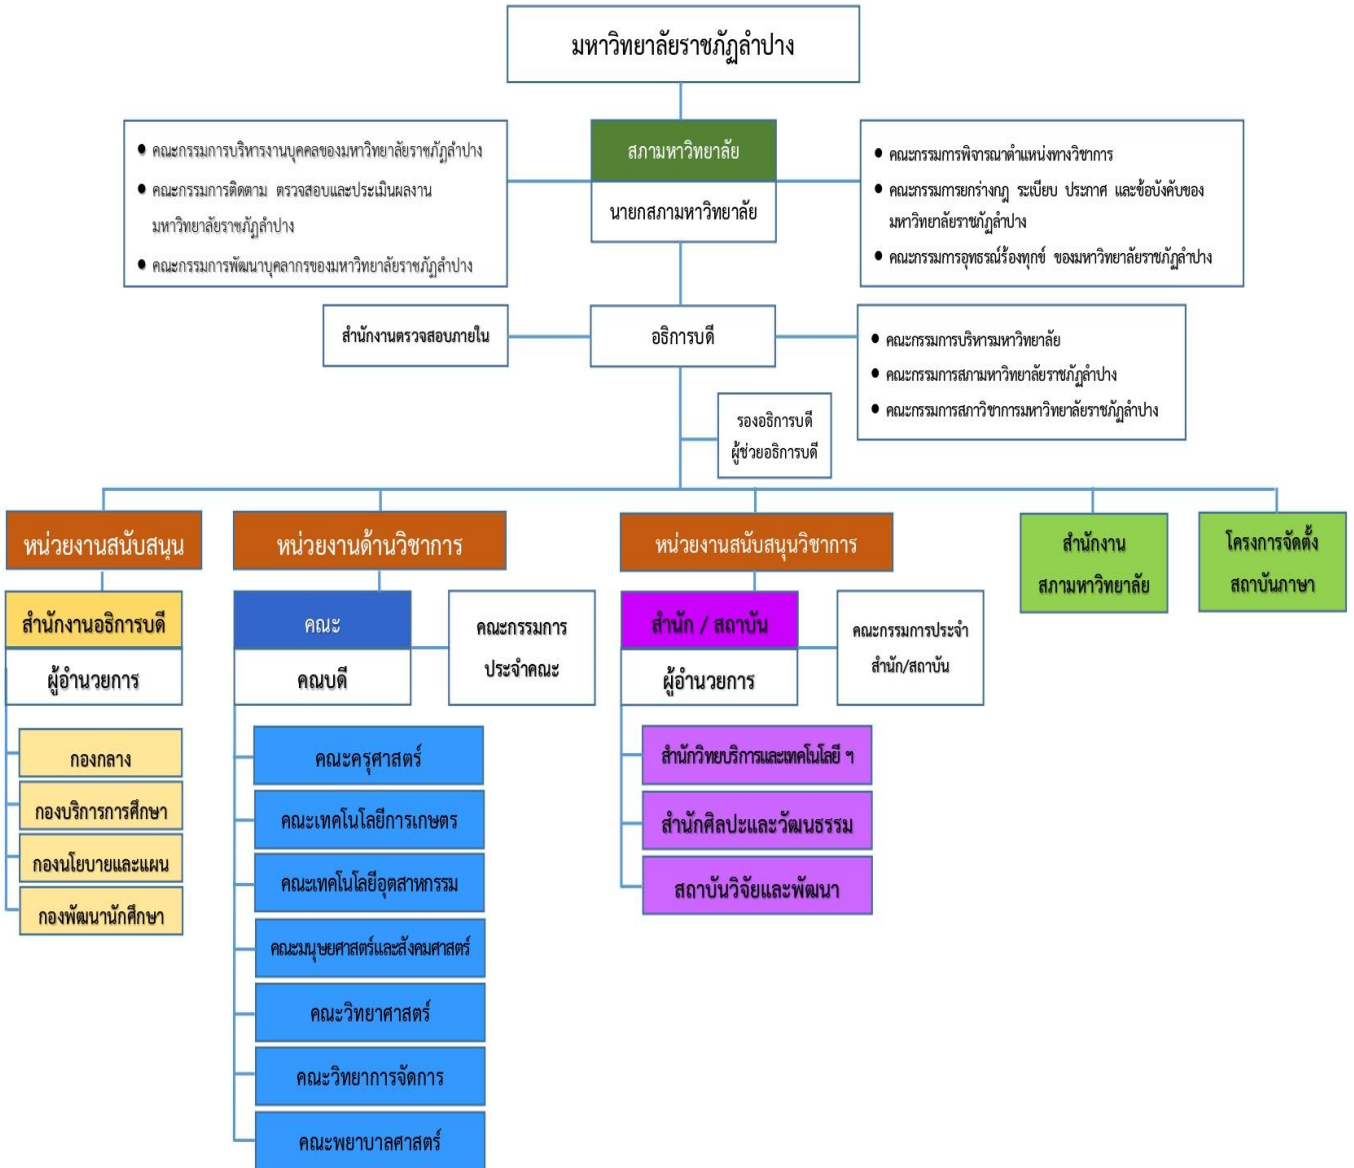 มหาวิทยาลัยราชภัฏลำปาง
● คณะกรรมการบริหารงานบุคคลของมหาวิทยาลัยราชภัฏลำปาง
● คณะกรรมการติดตาม ตรวจสอบและประเมินผลงาน
มหาวิทยาลัยราชภัฏลำปาง
● คณะกรรมการพัฒนาบุคลากรของมหาวิทยาลัยราชภัฏลำปาง
สภามหาวิทยาลัย
นายกสภามหาวิทยาลัย
● คณะกรรมการพิจารณาตำแหน่งทางวิชาการ
● คณะกรรมการยกร่างกฎ ระเบียบ ประกาศ และข้อบังคับของ
มหาวิทยาลัยราชภัฏลำปาง
● คณะกรรมการอุทธรณ์ร้องทุกข์ ของมหาวิทยาลัยราชภัฏลำปาง
สำนักงานตรวจสอบภายใน
อธิการบดี
● คณะกรรมการบริหารมหาวิทยาลัย
● คณะกรรมการสภามหาวิทยาลัยราชภัฏลำปาง
● คณะกรรมการสภาวิชาการมหาวิทยาลัยราชภัฏลำปาง
รองอธิการบดี
ผู้ช่วยอธิการบดี
หน่วยงานสนับสนุน
สำนักงานอธิการบดี
ผู้อำนวยการ
กองกลาง
กองบริการการศึกษา
กองนโยบายและแผน
กองพัฒนานักศึกษา
หน่วยงานด้านวิชาการ
คณะ
คณบดี
คณะกรรมการ
ประจำคณะ
คณะครุศาสตร์
คณะเทคโนโลยีการเกษตร
คณะเทคโนโลยีอุตสาหกรรม
คณะมนุษยศาสตร์และสังคมศาสตร์
คณะวิทยาศาสตร์
คณะวิทยาการจัดการ
คณะพยาบาลศาสตร์
หน่วยงานสนับสนุนวิชาการ
สำนัก / สถาบัน
ผู้อำนวยการ
คณะกรรมการประจำ
สำนัก/สถาบัน
สำนักวิทยบริการและเทคโนโลยี ฯ
สำนักศิลปะและวัฒนธรรม
สถาบันวิจัยและพัฒนา
สำนักงาน
สภามหาวิทยาลัย
โครงการจัดตั้ง
สถาบันภาษา